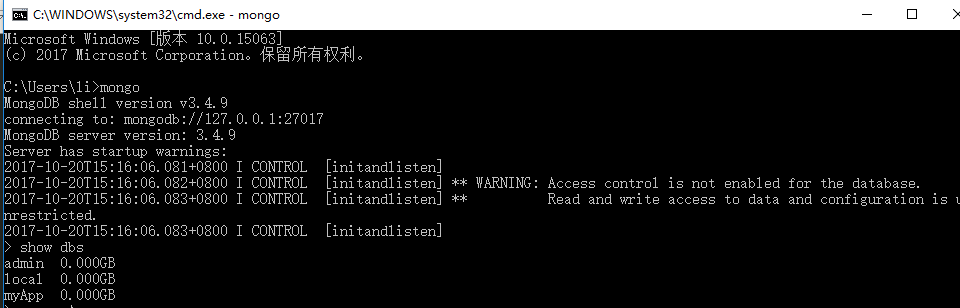 C:\WINDOWS\system32\cmd.exe - mongo
Microsoft Windows [版本 10.0.15063]
(c) 2017 Microsoft Corporation。保留所有权利。
C:\Users\li>mongo
MongoDB shell version v3.4.9
connecting to: mongodb://127.0.0.1:27017
MongoDB server version: 3.4.9
Server has startup warnings:
2017-10-20T15:16:06.081+0800 I CONTROL  [initandlisten]
2017-10-20T15:16:06.082+0800 I CONTROL  [initandlisten] ** WARNING: Access control is not enabled for the database.
2017-10-20T15:16:06.083+0800 I CONTROL  [initandlisten] **          Read and write access to data and configuration is u
nrestricted.
2017-10-20T15:16:06.083+0800 I CONTROL  [initandlisten]
> show dbs
admin  0.000GB
local  0.000GB
myApp  0.000GB